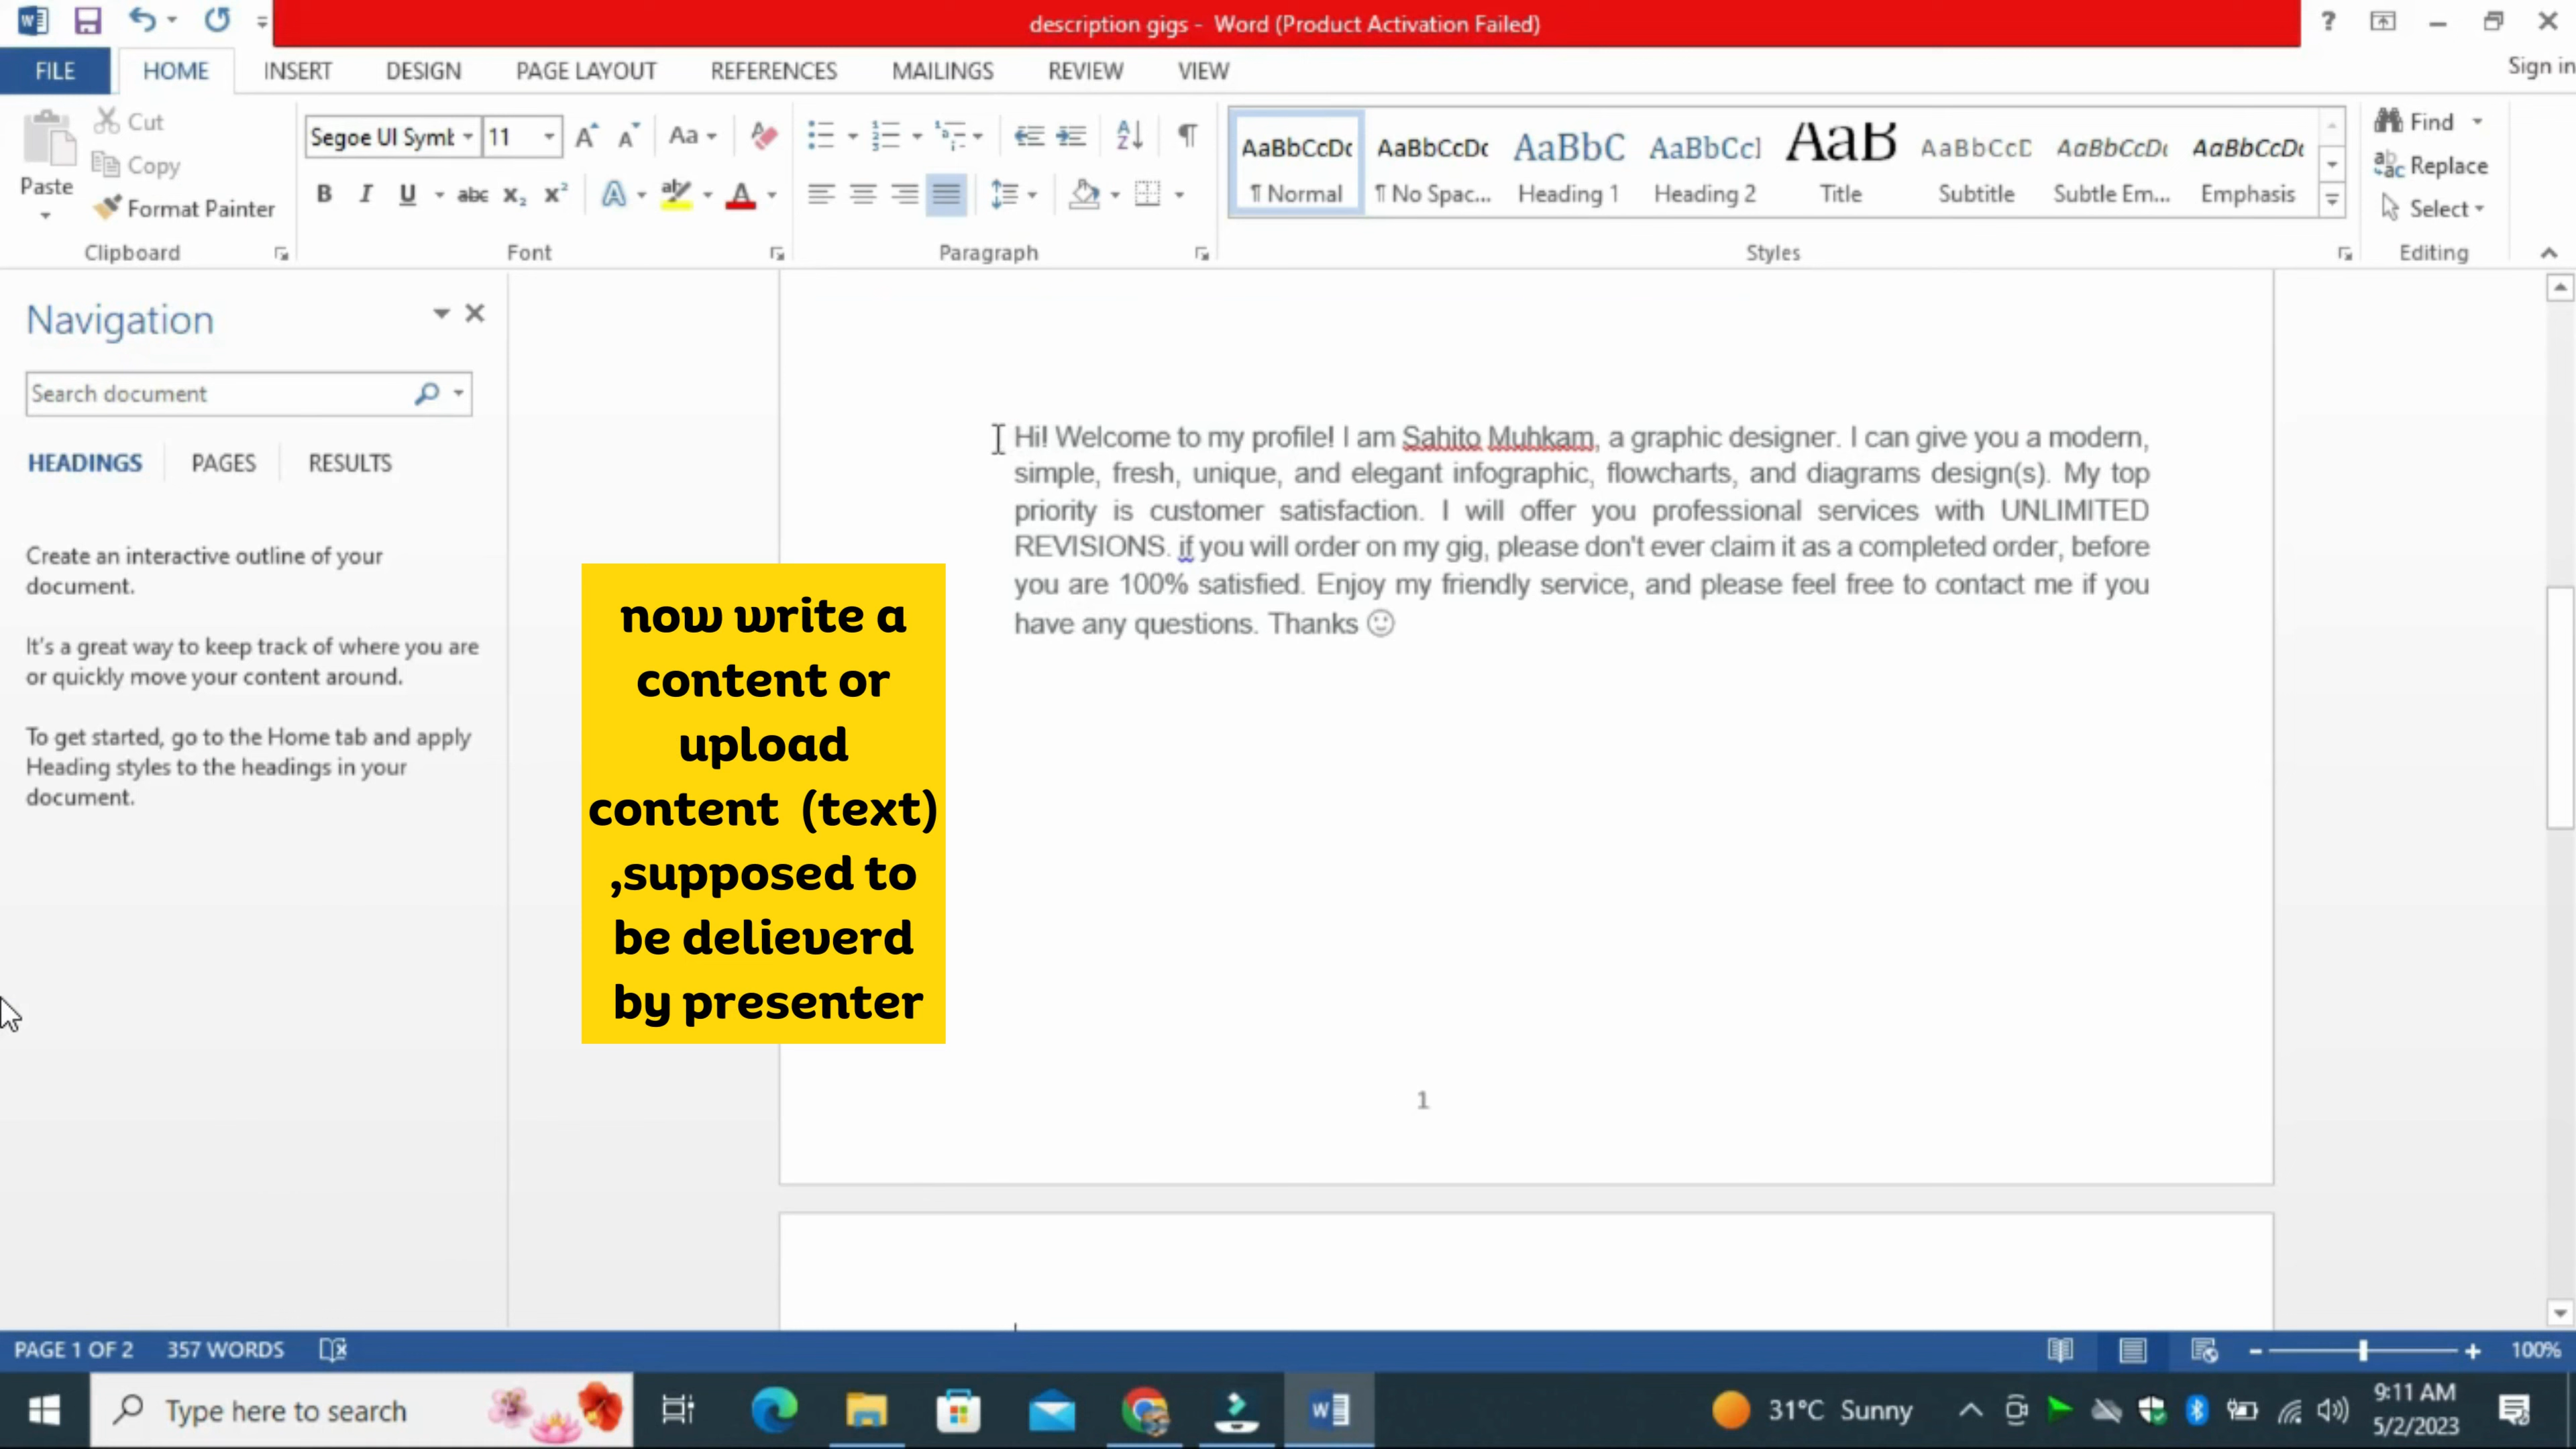 description gigs - Word (Product Activation Failed)
FILE HOME INSERT DESIGN PAGE LAYOUT REFERENCES MAILINGS REVIEW VIEW
Sign in
Paste
Cut
Copy
Format Painter
Clipboard
Segoe UI Symb 11
Font
Paragraph
AaBbCcDc AaBbCcDc AaBbC AaBbCcI AaB AaBbCcD AaBbCcDc AaBbCcDc
¶ Normal ¶ No Spac... Heading 1 Heading 2 Title Subtitle Subtle Em... Emphasis
Styles
Find
Replace
Select
Editing
Navigation
Search document
HEADINGS PAGES RESULTS
Create an interactive outline of your
document.
It's a great way to keep track of where you are
or quickly move your content around.
To get started, go to the Home tab and apply
Heading styles to the headings in your
document.
now write a
content or
upload
content (text)
,supposed to
be delieverd
by presenter
Hi! Welcome to my profile! I am Sahito Muhkam, a graphic designer. I can give you a modern,
simple, fresh, unique, and elegant infographic, flowcharts, and diagrams design(s). My top
priority is customer satisfaction. I will offer you professional services with UNLIMITED
REVISIONS. if you will order on my gig, please don't ever claim it as a completed order, before
you are 100% satisfied. Enjoy my friendly service, and please feel free to contact me if you
have any questions. Thanks ☺
1
PAGE 1 OF 2 357 WORDS
100%
Type here to search
31°C Sunny
9:11 AM
5/2/2023